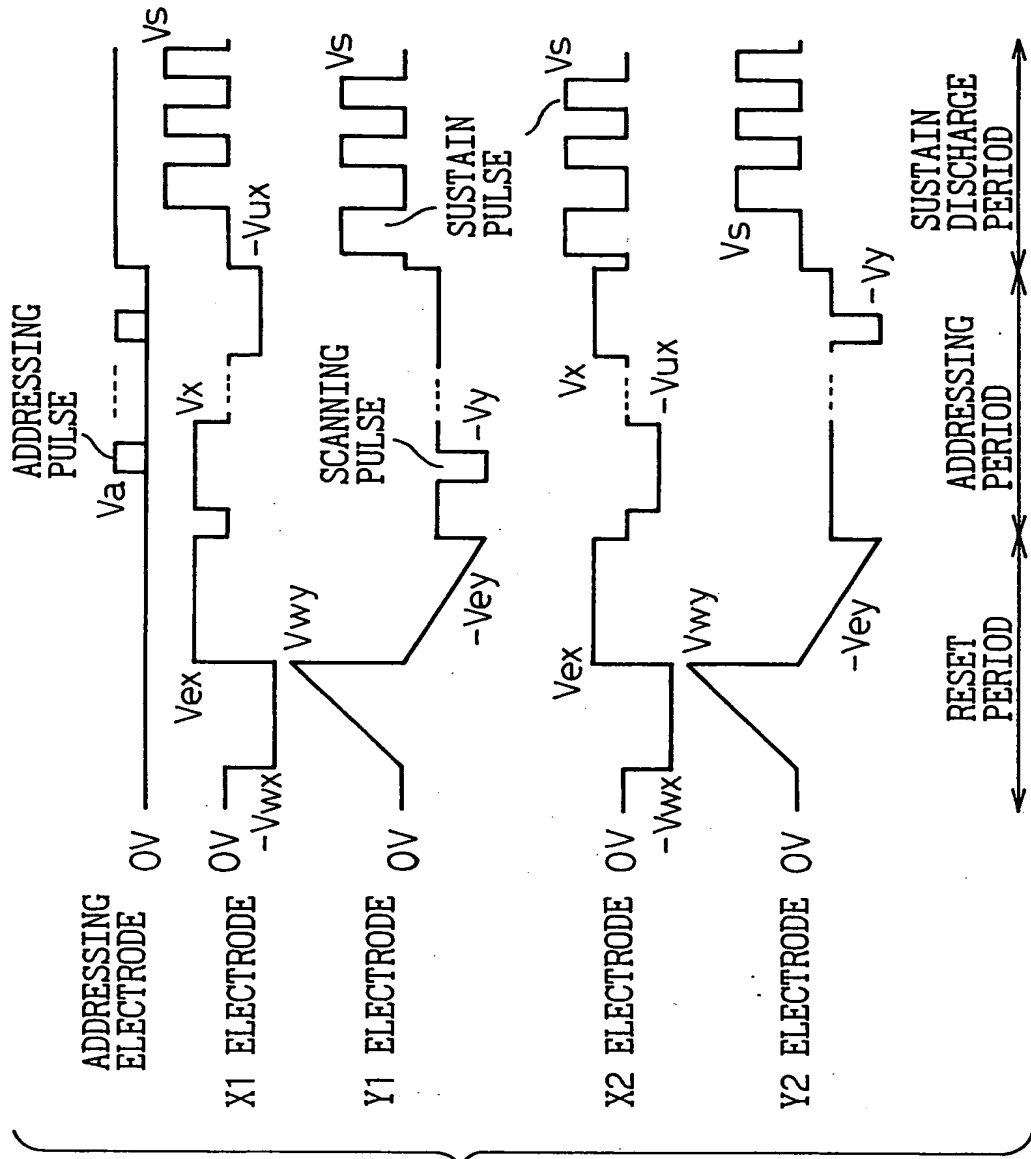 ADDRESSING
ELECTRODE
0V
Va
ADDRESSING
PULSE
X1 ELECTRODE
0V
-Vwx
Vex
Vx
-Vux
Vs
Y1 ELECTRODE
0V
Vwy
-Vey
SCANNING
PULSE
-Vy
SUSTAIN
PULSE
Vs
X2 ELECTRODE
0V
-Vwx
Vex
-Vux
Vx
Vs
Y2 ELECTRODE
0V
Vwy
-Vey
-Vy
Vs
RESET
PERIOD
ADDRESSING
PERIOD
SUSTAIN
DISCHARGE
PERIOD